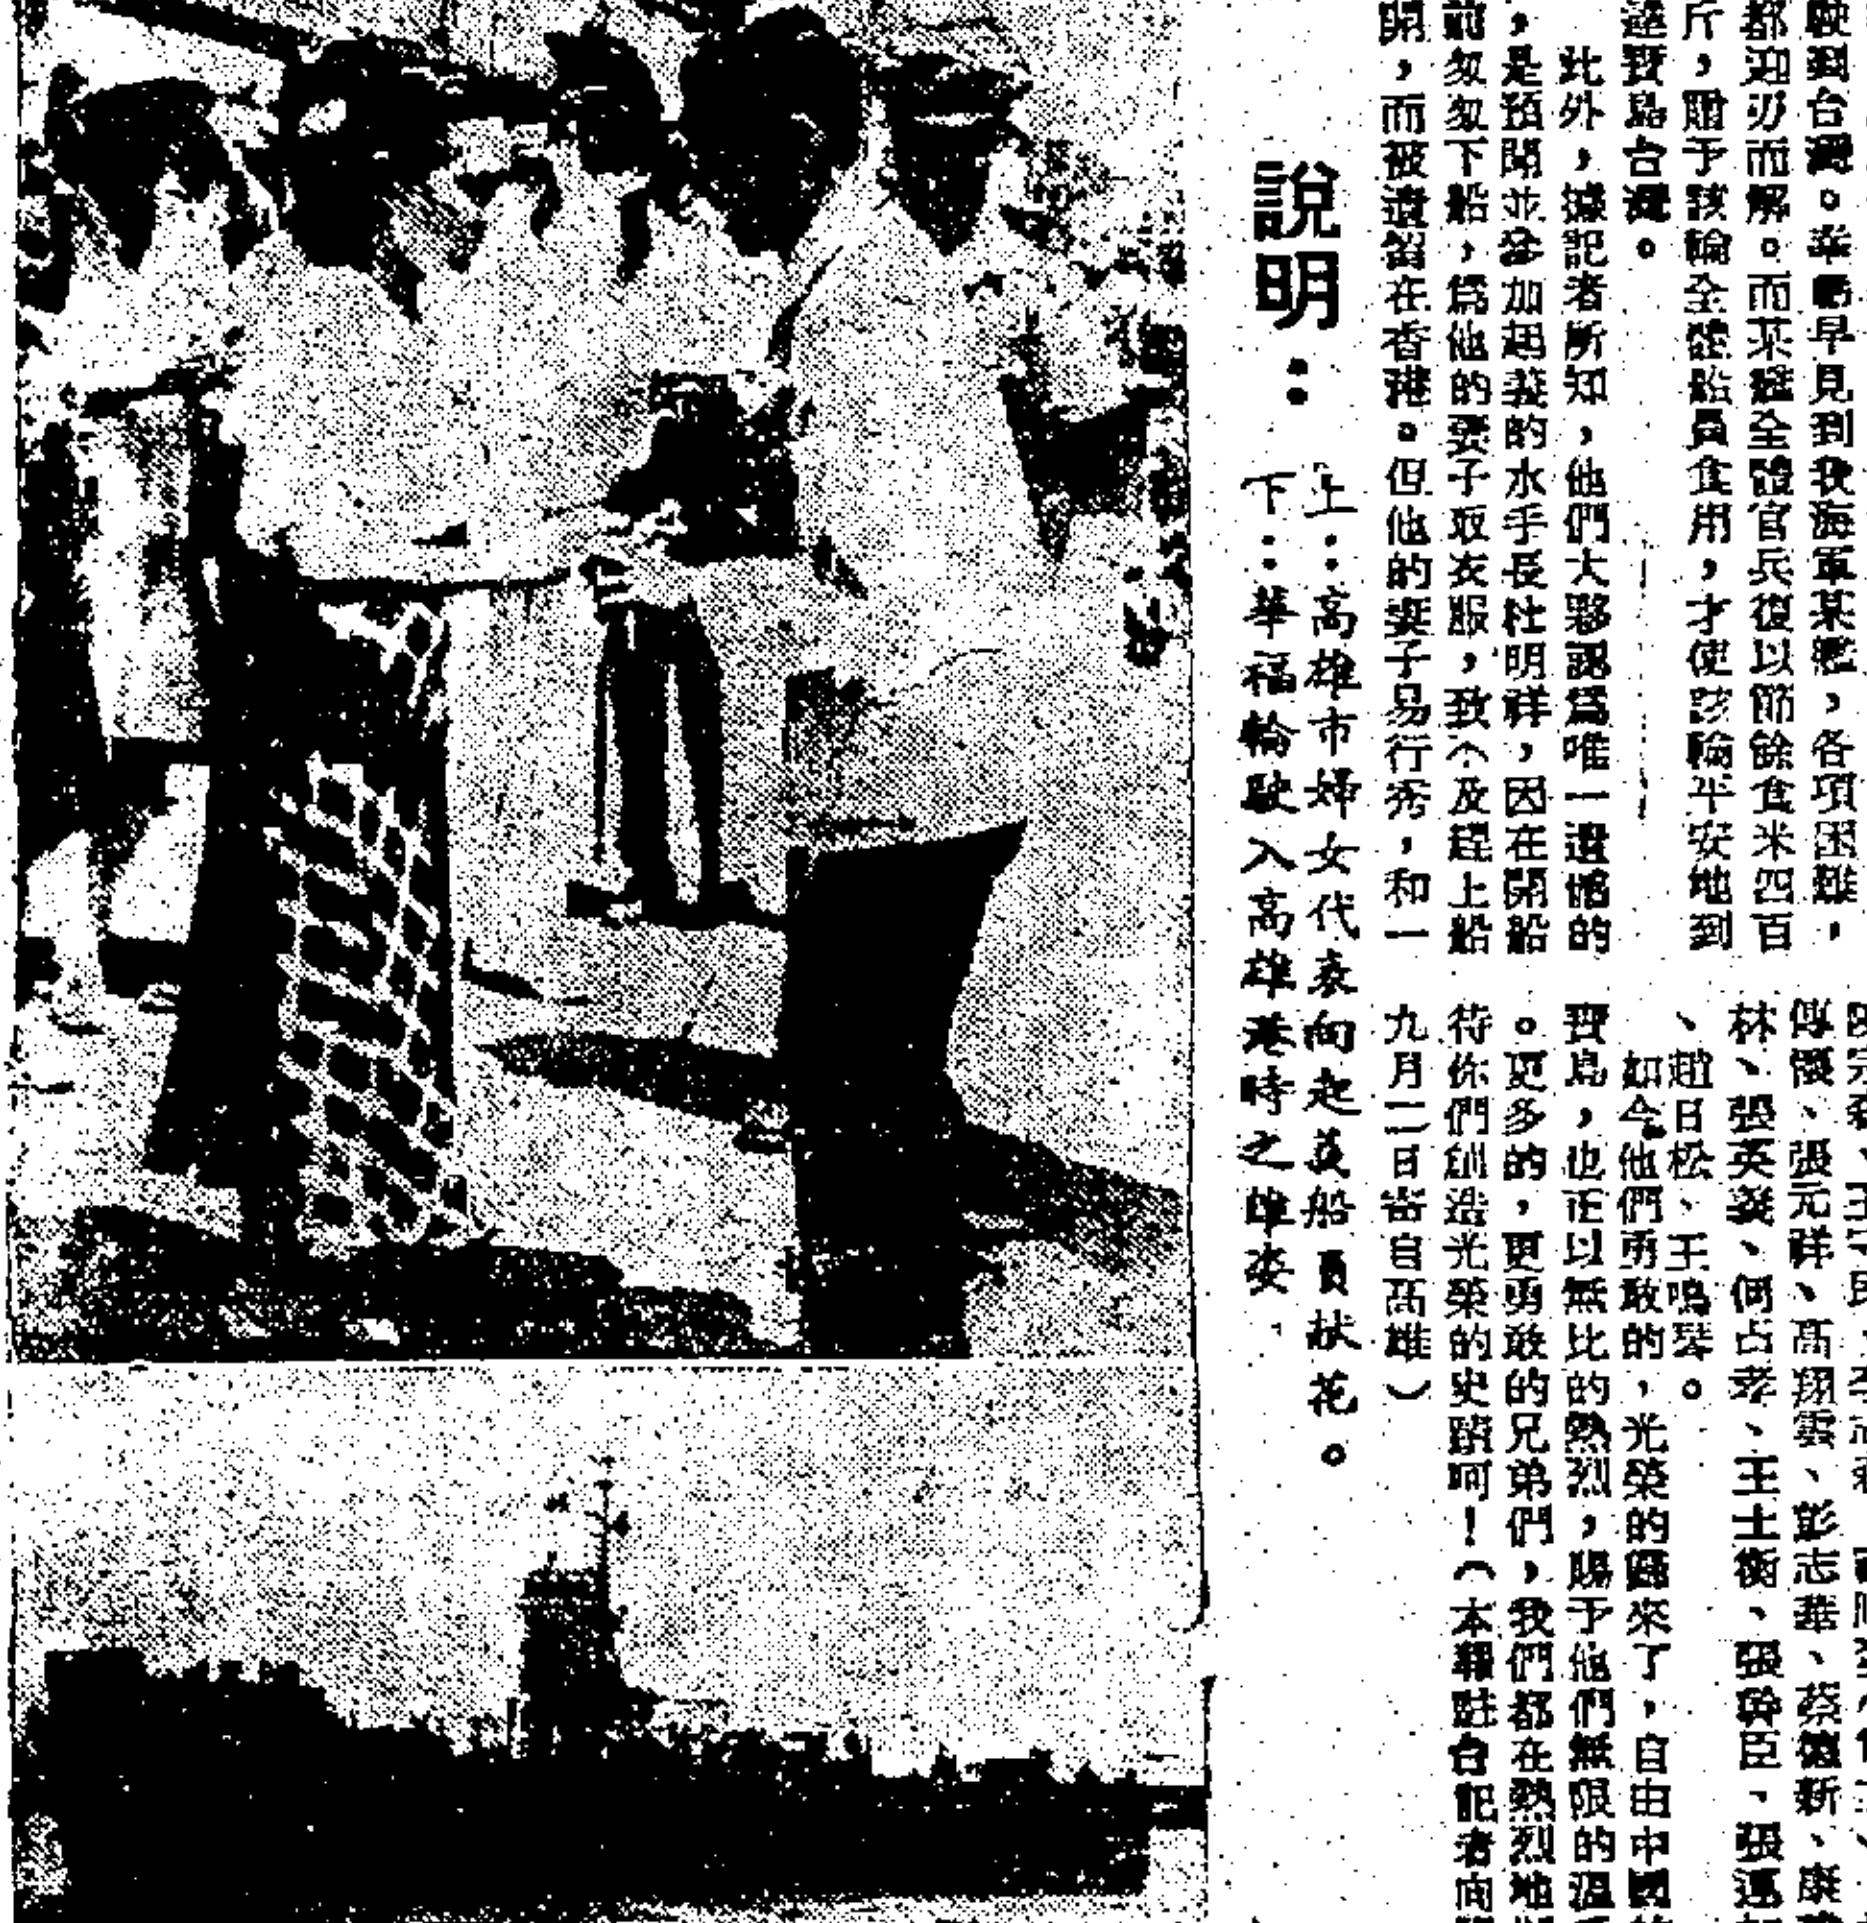 駛到台灣。幸虧早見到我海軍某艦，各項困難，
都迎刃而解。而某艦全體官兵復以節餘食米四百
斤，贈予該輪全體船員食用，才使該輪平安地到
達寶島台灣。
此外，據記者所知，他們大夥認爲唯一遺憾的
，是預聞並參加起義的水手長杜明祥，因在開船
前匆匆下船，爲他的妻子取衣服，致不及趕上船
開，而被遺留在香港。但他的妻子易行秀，和一
傅優、張元祥、高翔雲、彭志華、蔡德新、康
林、張英義、何占孝、王士衡、張幹臣、張運
、趙日松、王鳴琴。
如今他們勇敢的，光榮的歸來了，自由中國
寶島，也正以無比的熱烈，賜予他們無限的溫
。更多的，更勇敢的兄弟們，我們都在熱烈地
待你們創造光榮的史蹟呵！（本報駐台記者向
九月二日寄自高雄）
說明：
上：高雄市婦女代表向起義船員献花。
下：華福輪駛入高雄港時之雄姿